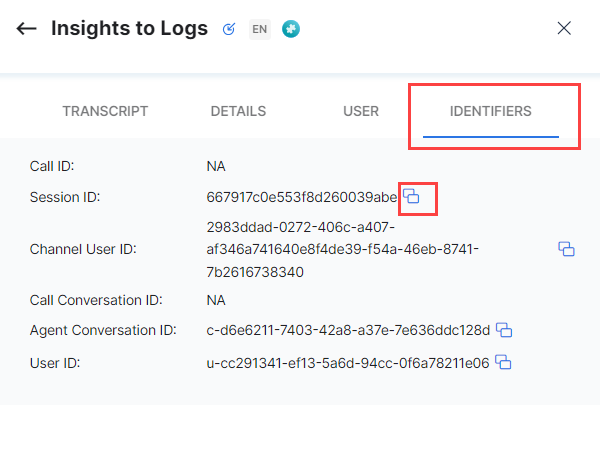 Insights to Logs EN
TRANSCRIPT DETAILS USER IDENTIFIERS
Call ID: NA
Session ID: 667917c0e553f8d260039abe
2983ddad-0272-406c-a407-
Channel User ID: af346a741640e8f4de39-f54a-46eb-8741-
7b2616738340
Call Conversation ID: NA
Agent Conversation ID: c-d6e6211-7403-42a8-a37e-7e636ddc128d
User ID: u-cc291341-ef13-5a6d-94cc-0f6a78211e06